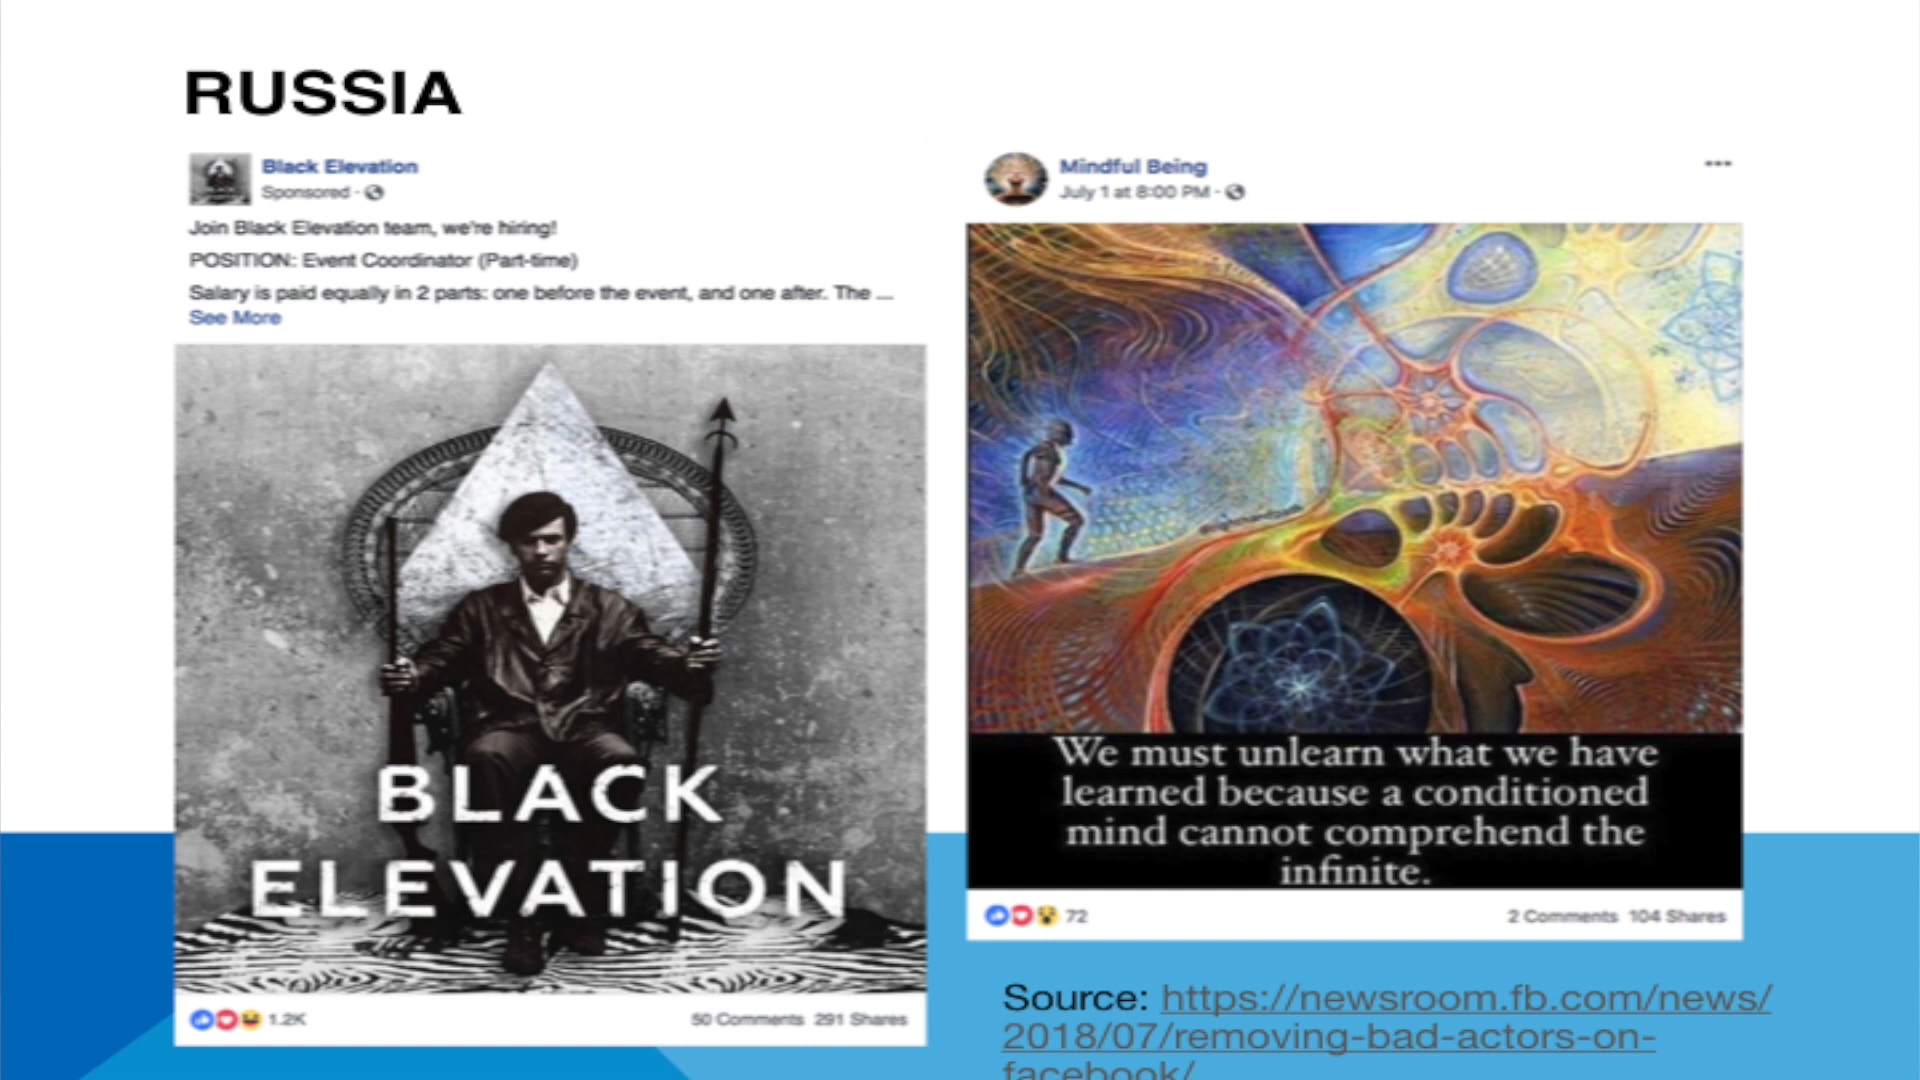 RUSSIA
Black Elevation
Sponsored ·
Join Black Elevation team, we're hiring!
POSITION: Event Coordinator (Part-time)
Salary is paid equally in 2 parts: one before the event, and one after. The ...
See More
BLACK
ELEVATION
1.2K
50 Comments 291 Shares
Mindful Being
July 1 at 8:00 PM ·
We must unlearn what we have
learned because a conditioned
mind cannot comprehend the
infinite.
72
2 Comments 104 Shares
Source: https://newsroom.fb.com/news/
2018/07/removing-bad-actors-on-
facebook/